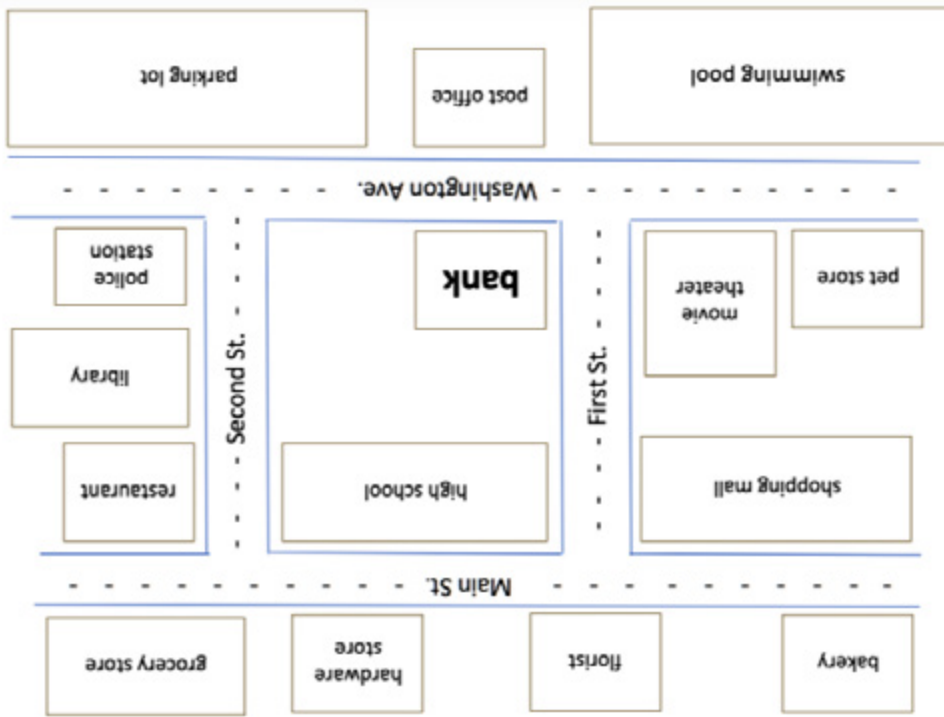 bakery
florist
hardware
store
grocery store
Main St.
shopping mall
high school
restaurant
First St.
Second St.
library
movie
theater
pet store
bank
police
station
Washington Ave.
swimming pool
post office
parking lot